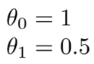 θ₀ = 1
θ₁ = 0.5